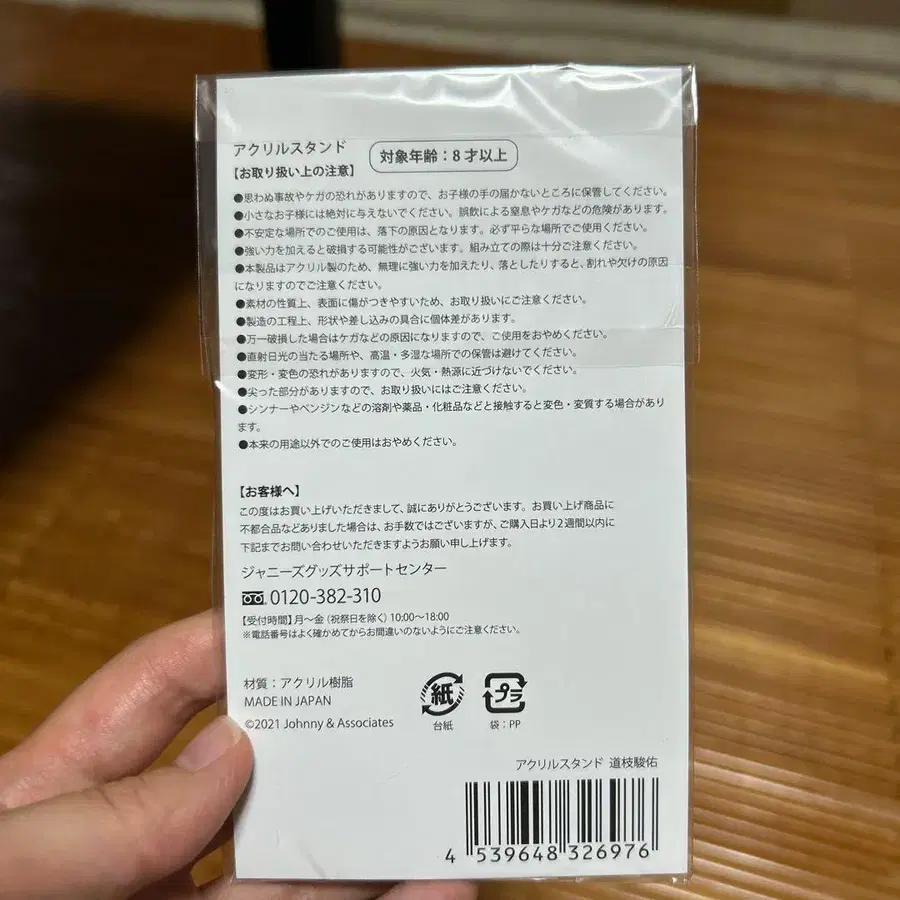 アクリルスタンド
対象年齢：8才以上
【お取り扱い上の注意】
●思わぬ事故やケガの恐れがありますので、お子様の手の届かないところに保管してください。
●小さなお子様には絶対に与えないでください。誤飲による窒息やケガなどの危険があります。
●不安定な場所でのご使用は、落下の原因となります。必ず平らな場所でご使用ください。
●強い力を加えると破損する可能性がございます。組み立ての際は十分ご注意ください。
●本製品はアクリル製のため、無理に強い力を加えたり、落としたりすると、割れや欠けの原因
になりますのでご注意ください。
●素材の性質上、表面に傷がつきやすいため、お取り扱いにご注意ください。
●製造の工程上、形状や差し込みの具合に個体差があります。
●万一破損した場合はケガなどの原因になりますので、ご使用をおやめください。
●直射日光の当たる場所や、高温・多湿な場所での保管は避けてください。
●変形・変色の恐れがありますので、火気・熱源に近づけないでください。
●尖った部分がありますので、お取り扱いにはご注意ください。
●シンナーやベンジンなどの溶剤や薬品・化粧品などと接触すると変色・変質する場合があり
ます。
●本来の用途以外でのご使用はおやめください。
【お客様へ】
この度はお買い上げいただきまして、誠にありがとうございます。お買い上げ商品に
不都合品などありました場合は、お手数ではございますが、ご購入日より2週間以内に
下記までお問い合わせいただきますようお願い申し上げます。
ジャニーズグッズサポートセンター
0120-382-310
【受付時間】月～金（祝祭日を除く）10:00～18:00
※電話番号はよく確かめてからお間違いのないようにご注意ください。
材質：アクリル樹脂
MADE IN JAPAN
©2021 Johnny & Associates
紙
台紙
プラ
袋：PP
アクリルスタンド 道枝駿佑
4 539648 326976